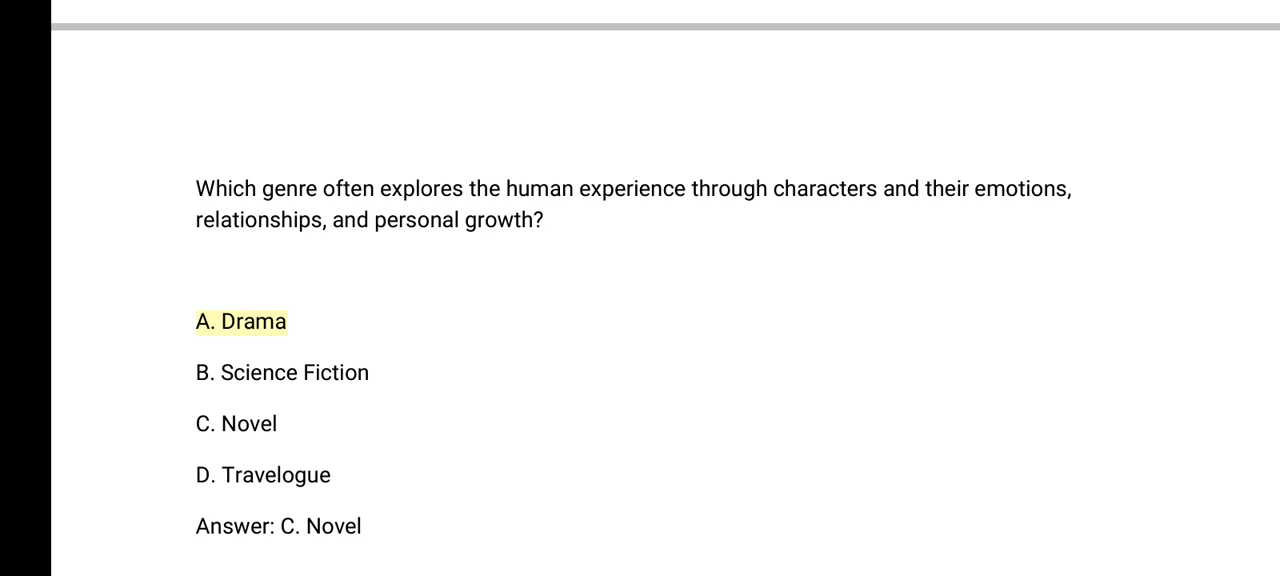 Which genre often explores the human experience through characters and their emotions,
relationships, and personal growth?
A. Drama
B. Science Fiction
C. Novel
D. Travelogue
Answer: C. Novel